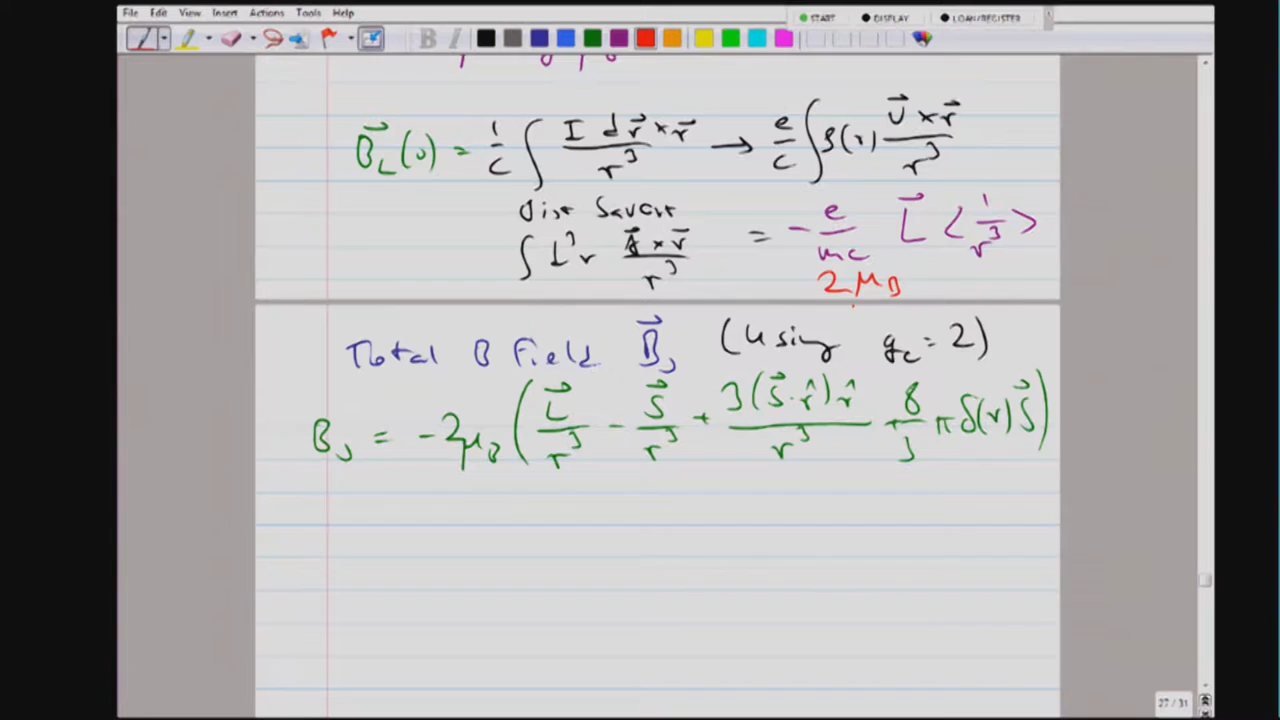 File Edit View Insert Actions Tools Help
START DISPLAY LOAN/REGISTER
B⃗_L(0) = 1/c ∫ I dr⃗ × r⃗ / r³ → e/c ∫ ρ(r) v⃗ × r⃗ / r³
Biot Savart
∫ d³r × r⃗ / r³ = - e/mc L⃗ < 1/r³ >
2μ_B
Total B Field B⃗_J (Using g_e = 2)
B_J = -2μ_B ( L⃗/r³ - S⃗/r³ + 3(S⃗·r̂) r̂ / r³ + 8/3 π δ(r) S⃗ )
27 / 31